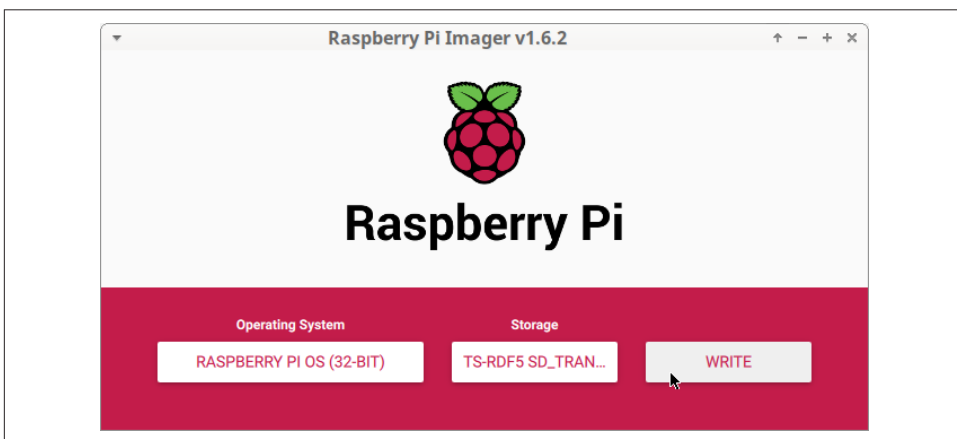 Raspberry Pi Imager v1.6.2
Raspberry Pi
Operating System Storage
RASPBERRY PI OS (32-BIT) TS-RDF5 SD_TRAN... WRITE